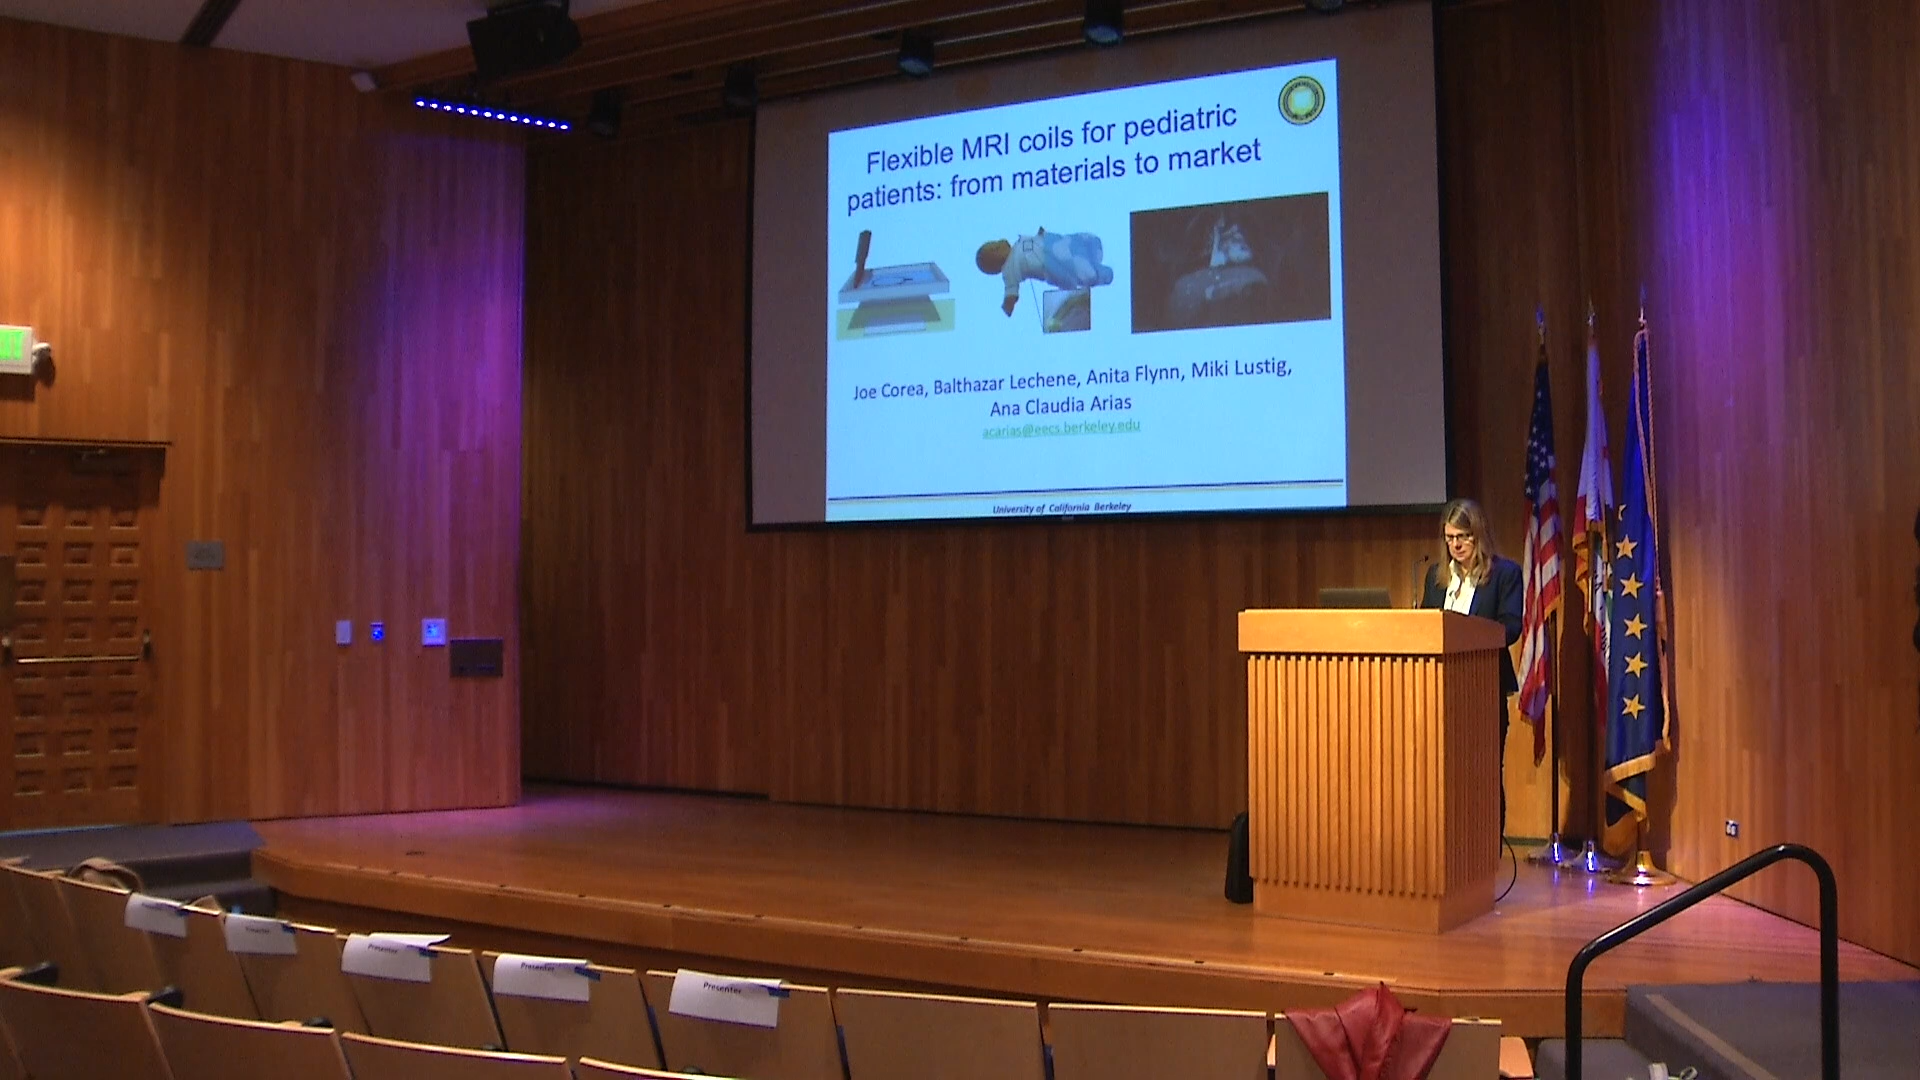 Flexible MRI coils for pediatric
patients: from materials to market
Joe Corea, Balthazar Lechene, Anita Flynn, Miki Lustig,
Ana Claudia Arias
acarias@eecs.berkeley.edu
University of California Berkeley
Presenter
Presenter
Presenter
Presenter